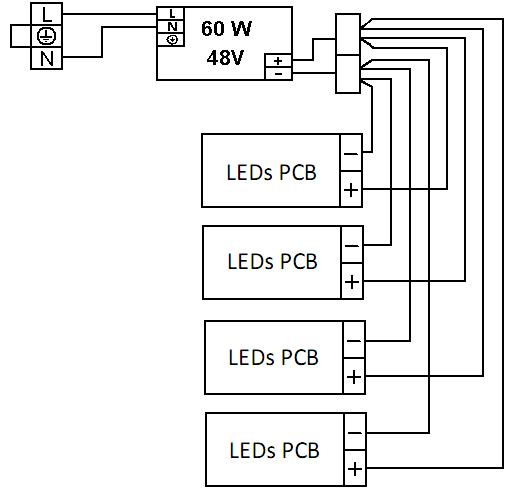 L
N
L
N
60 W
48V
+
−
LEDs PCB
−
+
LEDs PCB
−
+
LEDs PCB
−
+
LEDs PCB
−
+